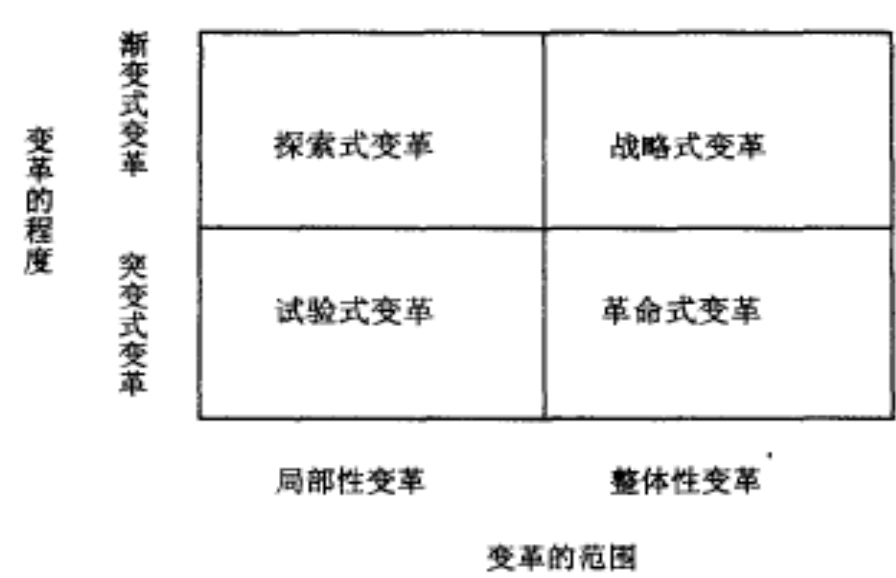 变革的程度
渐变式变革
探索式变革 战略式变革
突变式变革
试验式变革 革命式变革
局部性变革 整体性变革
变革的范围